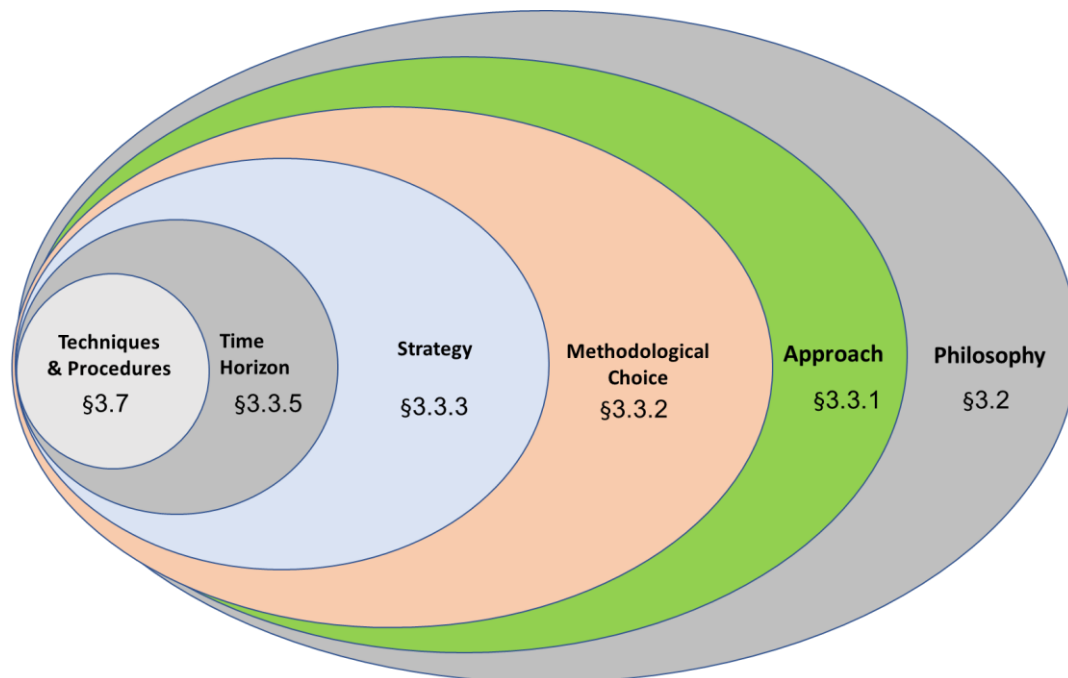 Techniques
& Procedures
§3.7
Time
Horizon
§3.3.5
Strategy
§3.3.3
Methodological
Choice
§3.3.2
Approach
§3.3.1
Philosophy
§3.2